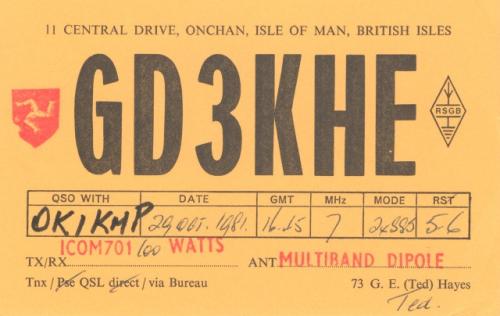 11 CENTRAL DRIVE, ONCHAN, ISLE OF MAN, BRITISH ISLES
GD3KHE
RSGB
QSO WITH DATE GMT MHz MODE RST
OK1KMP 29 OCT. 1981. 16.15 7 2xSSB 5-6
ICOM701/100 WATTS
TX/RX ANT MULTIBAND DIPOLE
Tnx / Pse QSL direct / via Bureau 73 G. E. (Ted) Hayes
Ted.